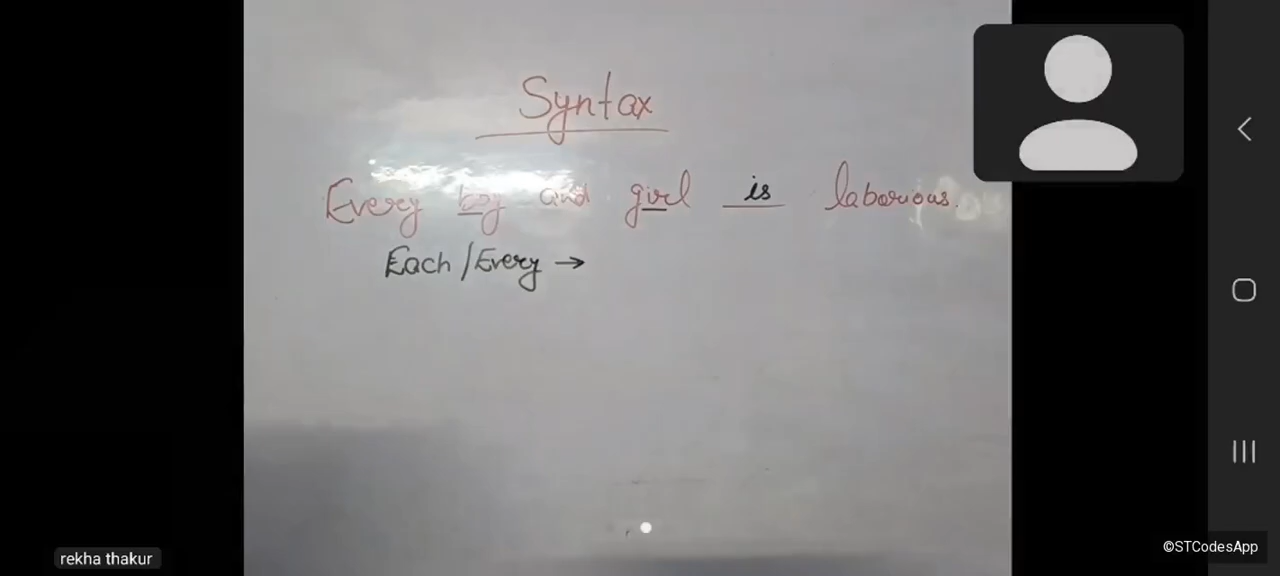 Syntax
Every boy and girl is laborious.
Each/Every →
rekha thakur
©STCodesApp